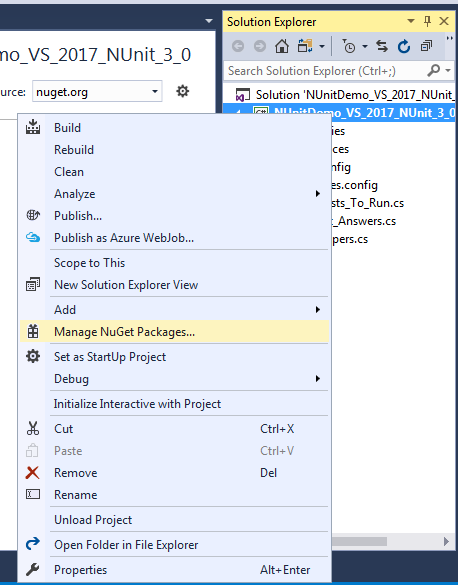 Solution Explorer
emo_VS_2017_NUnit_3_0
urce: nuget.org
Search Solution Explorer (Ctrl+;)
Solution 'NUnitDemo_VS_2017_NUnit_
C# NUnitDemo_VS_2017_NUnit_3_0
ies
nces
nfig
es.config
sts_To_Run.cs
_Answers.cs
pers.cs
Build
Rebuild
Clean
Analyze
Publish...
Publish as Azure WebJob...
Scope to This
New Solution Explorer View
Add
Manage NuGet Packages...
Set as StartUp Project
Debug
Initialize Interactive with Project
Cut Ctrl+X
Paste Ctrl+V
Remove Del
Rename
Unload Project
Open Folder in File Explorer
Properties Alt+Enter